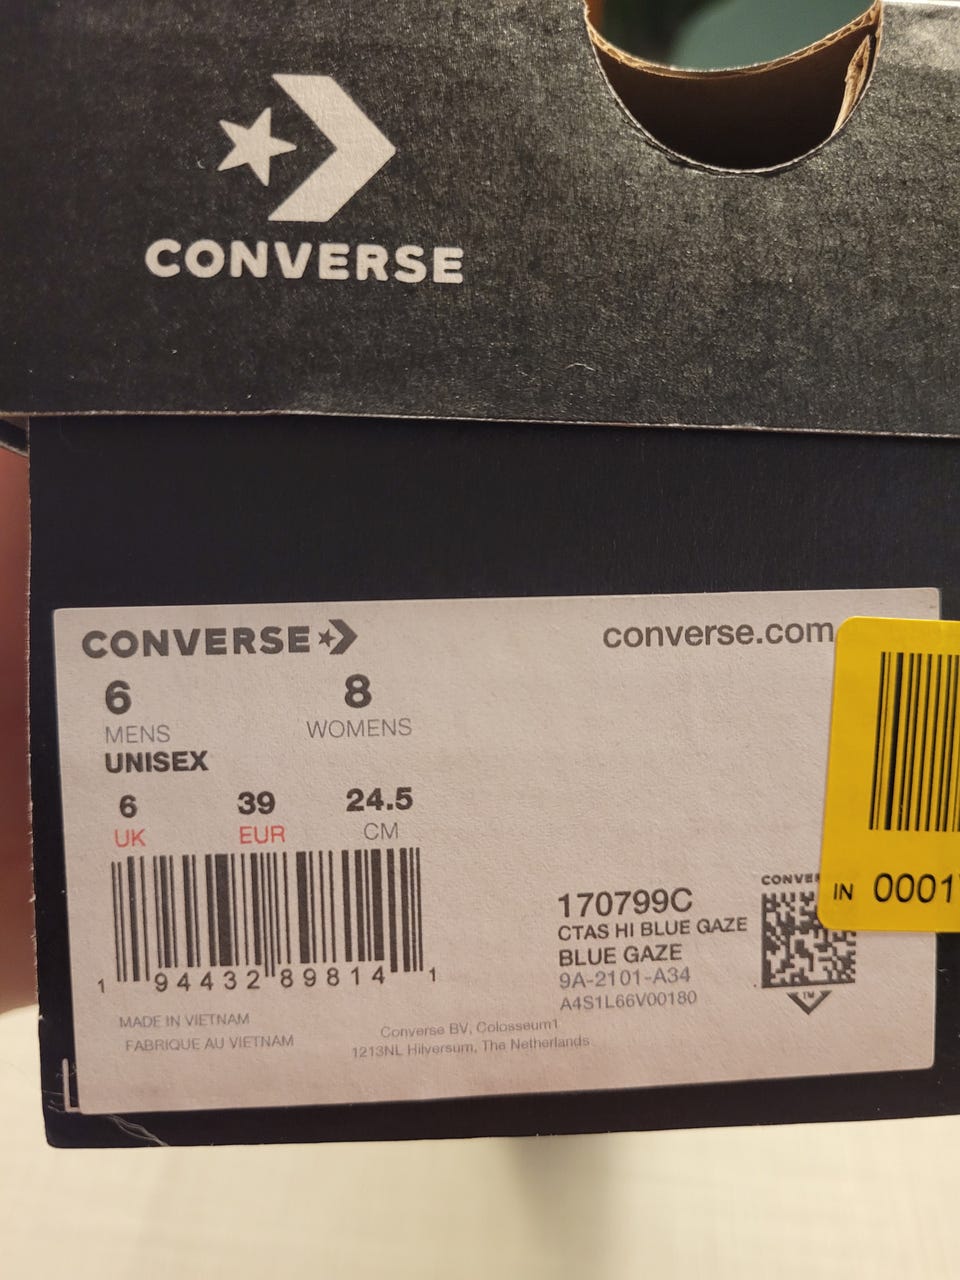 CONVERSE
CONVERSE
converse.com
6 8
MENS WOMENS
UNISEX
6 39 24.5
UK EUR CM
1 94432 89814 1
170799C
CTAS HI BLUE GAZE
BLUE GAZE
9A-2101-A34
A4S1L66V00180
MADE IN VIETNAM
FABRIQUE AU VIETNAM
Converse BV, Colosseum1
1213NL Hilversum, The Netherlands
TM
IN 0001